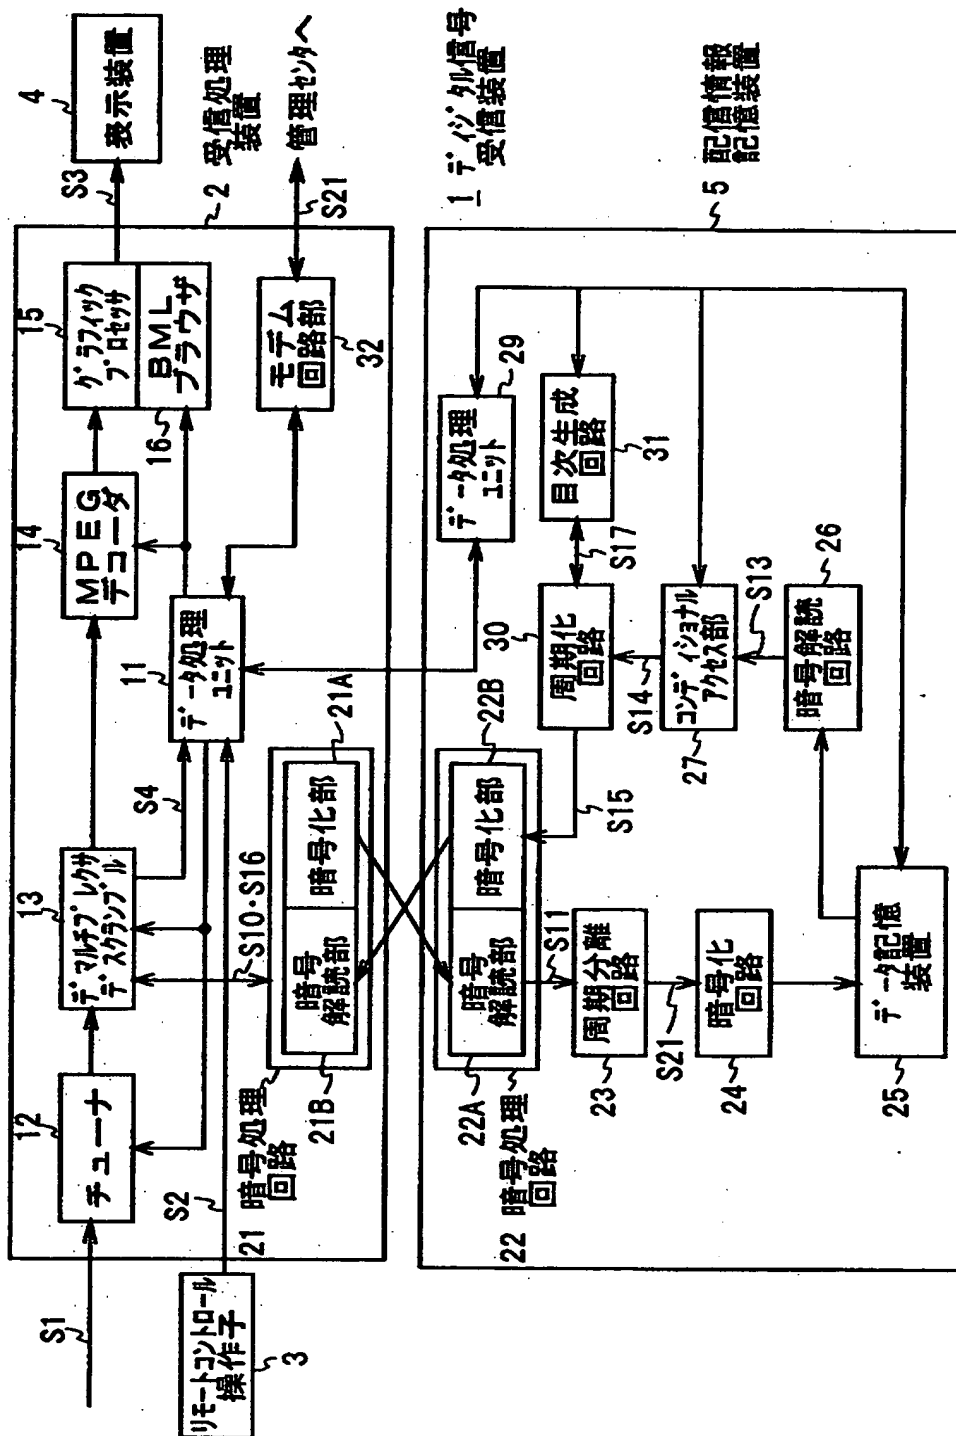 S1
12
チューナ
13
デマルチプレクサ
デスクランブル
14
MPEG
デコーダ
15
グラフィック
プロセッサ
BML
ブラウザ
16
S3
4
表示装置
2 受信処理
装置
S4
11
データ処理
ユニット
モデム
回路部
32
S21
管理センタへ
S2
リモートコントロール
操作子
3
S10・S16
21A
暗号化部
暗号
解読部
21B
21 暗号処理
回路
1 ディジタル信号
受信装置
5 配信情報
記憶装置
22B
暗号化部
暗号
解読部
22A
22 暗号処理
回路
S11
周期分離
回路
23
S21
暗号化
回路
24
データ記憶
装置
25
29
データ処理
ユニット
30
周期化
回路
S17
目次生成
回路
31
S15
S14
コンディショナル
アクセス部
27
S13
26
暗号解読
回路